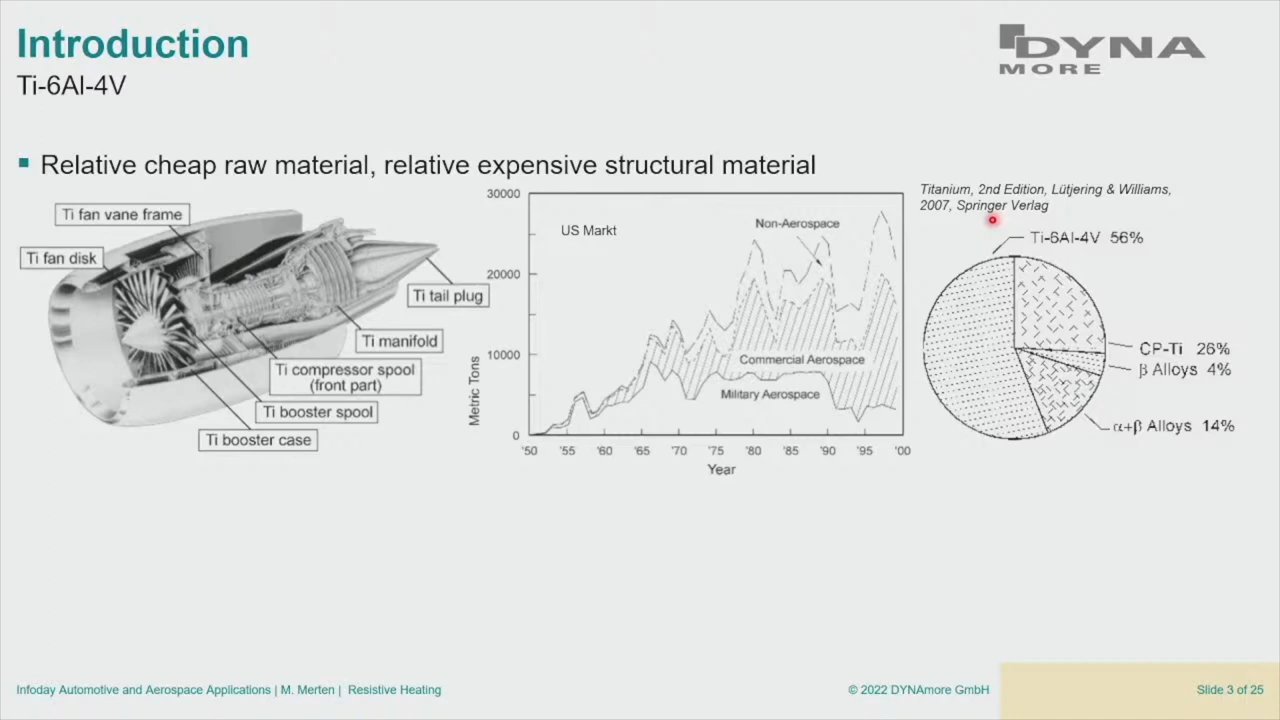 Introduction
Ti-6Al-4V
DYNA
MORE
Relative cheap raw material, relative expensive structural material
Ti fan vane frame
Ti fan disk
Ti tail plug
Ti manifold
Ti compressor spool
(front part)
Ti booster spool
Ti booster case
30000
20000
10000
0
Metric Tons
US Markt
Non-Aerospace
Commercial Aerospace
Military Aerospace
'50 '55 '60 '65 '70 '75 '80 '85 '90 '95 '00
Year
Titanium, 2nd Edition, Lütjering & Williams,
2007, Springer Verlag
Ti-6Al-4V 56%
CP-Ti 26%
β Alloys 4%
α+β Alloys 14%
Infoday Automotive and Aerospace Applications | M. Merten | Resistive Heating
© 2022 DYNAmore GmbH
Slide 3 of 25